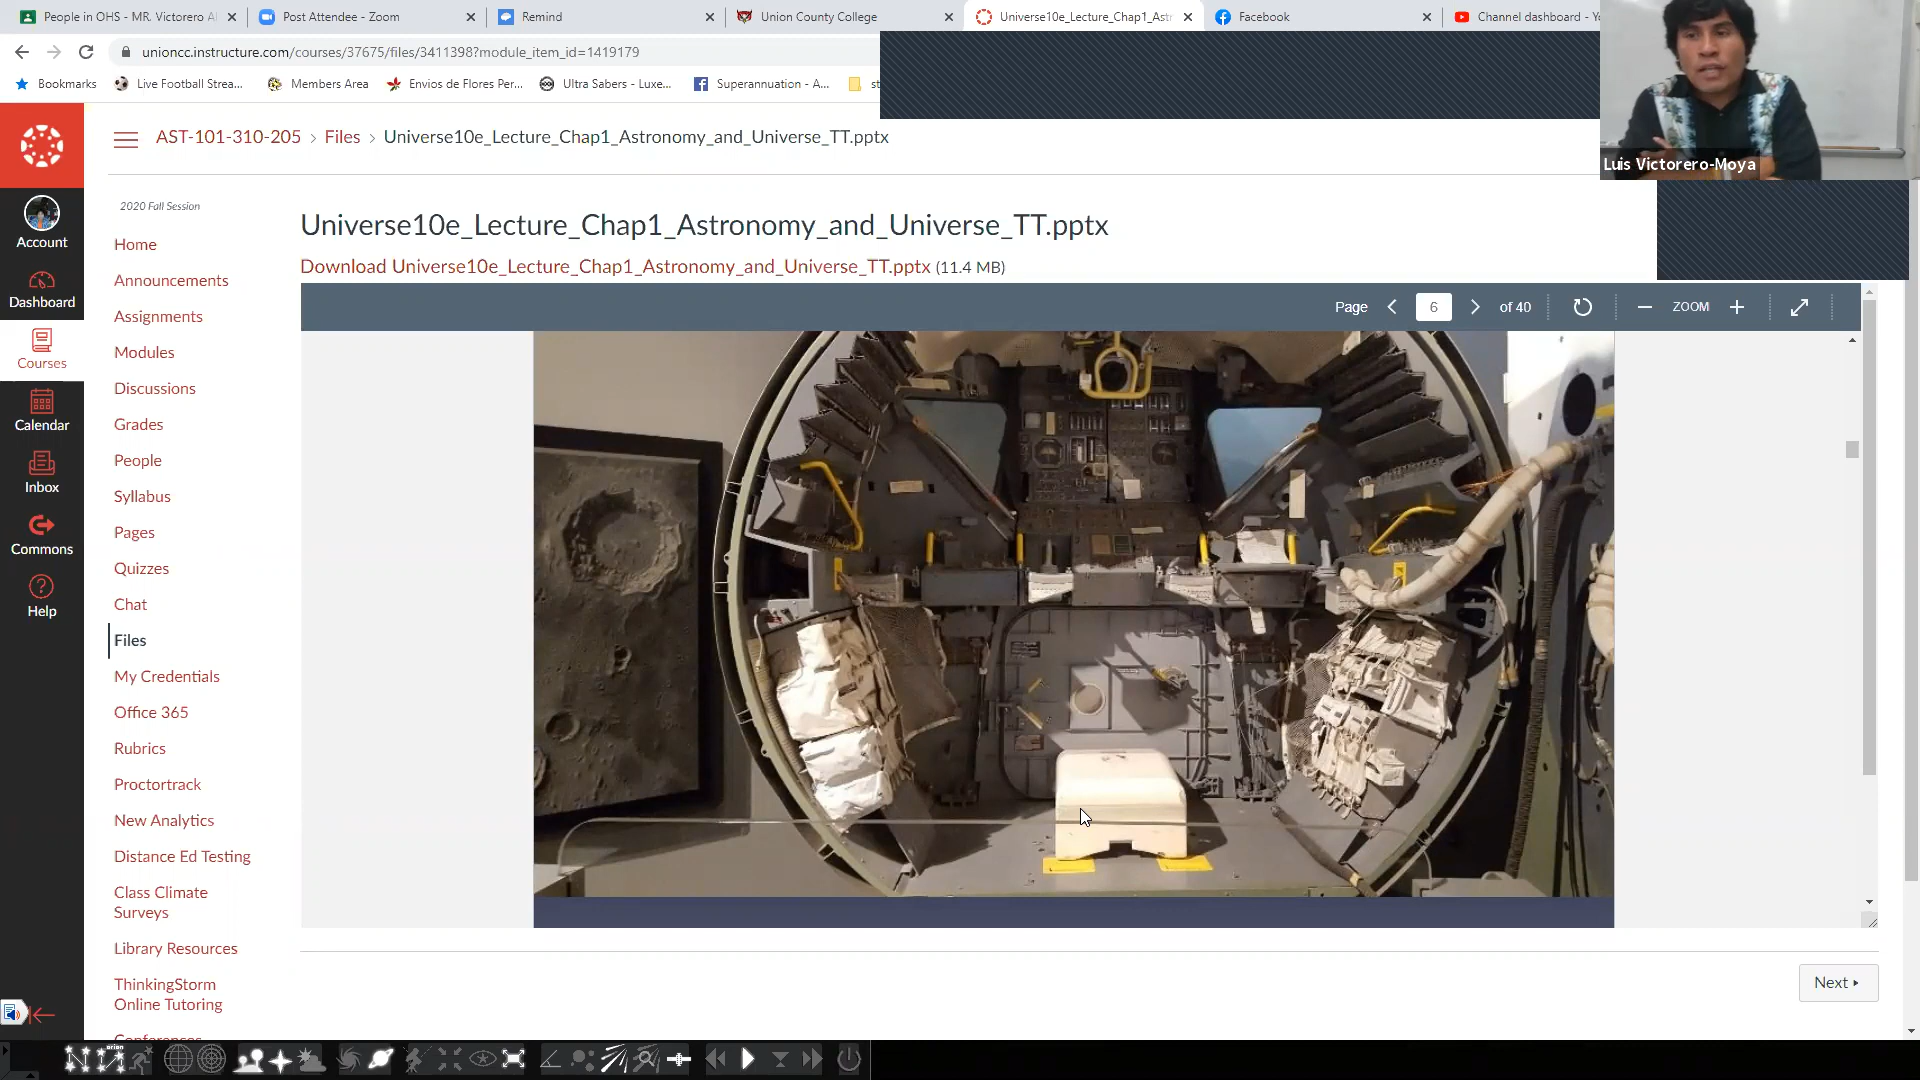 People in OHS - MR. Victorero Al
Post Attendee - Zoom
Remind
Union County College
Universe10e_Lecture_Chap1_Astr
Facebook
Channel dashboard - Yo
unioncc.instructure.com/courses/37675/files/3411398?module_item_id=1419179
Bookmarks
Live Football Strea...
Members Area
Envios de Flores Per...
Ultra Sabers - Luxe...
Superannuation - A...
st
Luis Victorero-Moya
AST-101-310-205 › Files › Universe10e_Lecture_Chap1_Astronomy_and_Universe_TT.pptx
Account
Dashboard
Courses
Calendar
Inbox
Commons
Help
2020 Fall Session
Home
Announcements
Assignments
Modules
Discussions
Grades
People
Syllabus
Pages
Quizzes
Chat
Files
My Credentials
Office 365
Rubrics
Proctortrack
New Analytics
Distance Ed Testing
Class Climate
Surveys
Library Resources
ThinkingStorm
Online Tutoring
Conferences
Universe10e_Lecture_Chap1_Astronomy_and_Universe_TT.pptx
Download Universe10e_Lecture_Chap1_Astronomy_and_Universe_TT.pptx (11.4 MB)
Page 6 of 40 ZOOM
Next